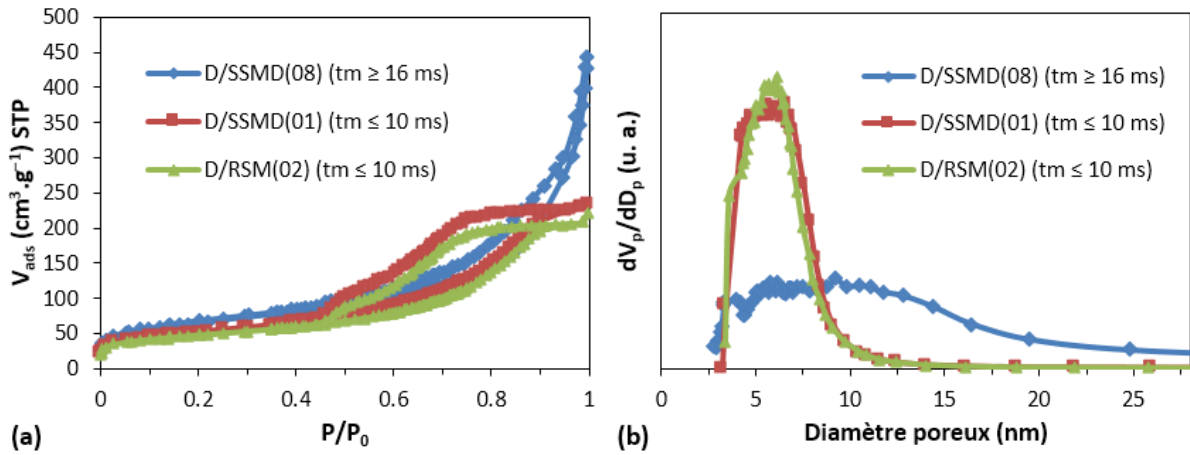 500
450
400
350
300
250
200
150
100
50
0
V_ads (cm³·g⁻¹) STP
D/SSMD(08) (tm ≥ 16 ms)
D/SSMD(01) (tm ≤ 10 ms)
D/RSM(02) (tm ≤ 10 ms)
0 0.2 0.4 0.6 0.8 1
(a) P/P₀
dV_p/dD_p (u. a.)
D/SSMD(08) (tm ≥ 16 ms)
D/SSMD(01) (tm ≤ 10 ms)
D/RSM(02) (tm ≤ 10 ms)
0 5 10 15 20 25
(b) Diamètre poreux (nm)